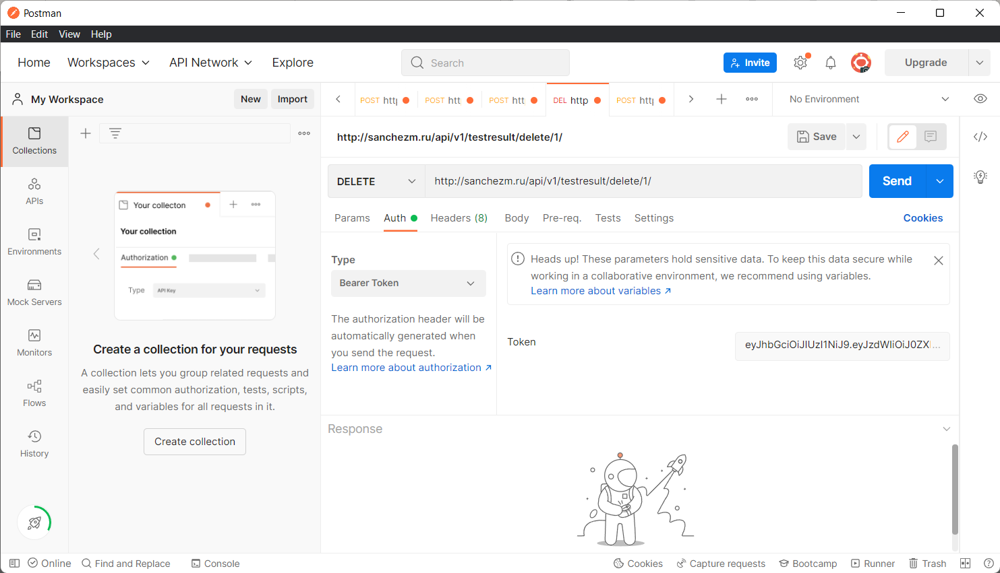 Postman
File Edit View Help
Home Workspaces API Network Explore Search Invite Upgrade
My Workspace New Import
POST http POST htt POST htt DEL http POST http No Environment
Collections
APIs
Environments
Mock Servers
Monitors
Flows
History
Your collecton
Your collection
Authorization
Type API Key
Create a collection for your requests
A collection lets you group related requests and
easily set common authorization, tests, scripts,
and variables for all requests in it.
Create collection
http://sanchezm.ru/api/v1/testresult/delete/1/ Save
DELETE http://sanchezm.ru/api/v1/testresult/delete/1/ Send
Params Auth Headers (8) Body Pre-req. Tests Settings Cookies
Type
Bearer Token
The authorization header will be
automatically generated when
you send the request.
Learn more about authorization
Heads up! These parameters hold sensitive data. To keep this data secure while
working in a collaborative environment, we recommend using variables.
Learn more about variables
Token eyJhbGciOiJIUzI1NiJ9.eyJzdWIiOiJ0ZX...
Response
Online Find and Replace Console Cookies Capture requests Bootcamp Runner Trash